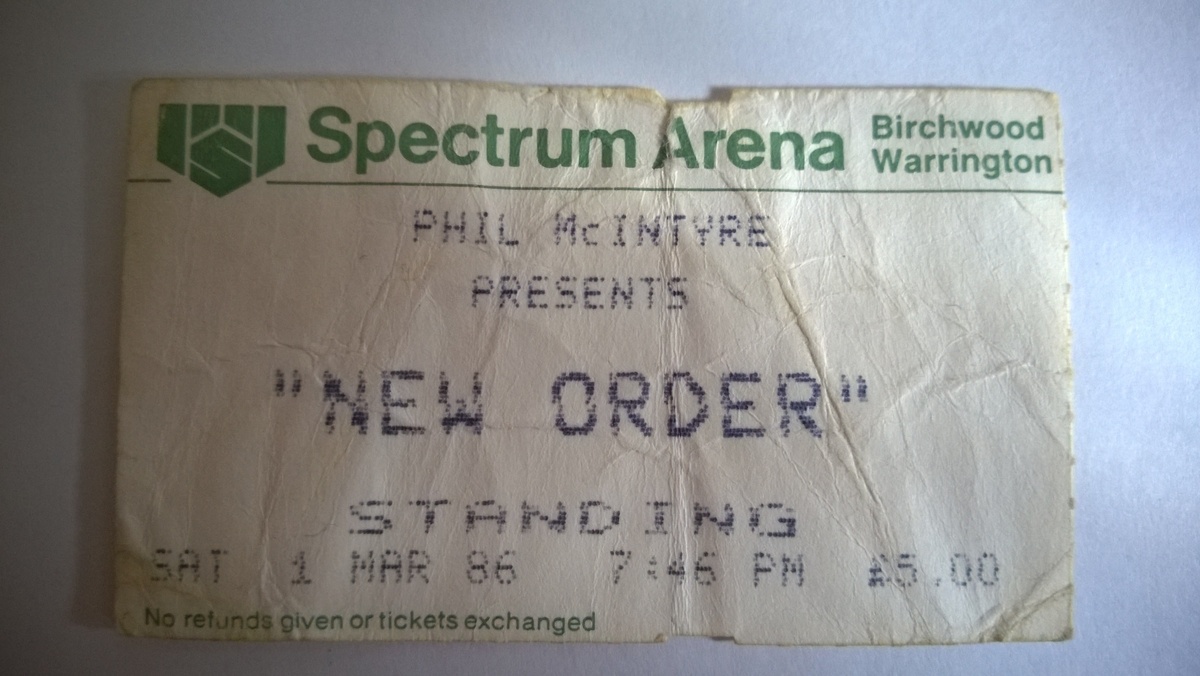 Spectrum Arena
Birchwood
Warrington
PHIL McINTYRE
PRESENTS
"NEW ORDER"
STANDING
SAT 1 MAR 86 7:46 PM £5.00
No refunds given or tickets exchanged